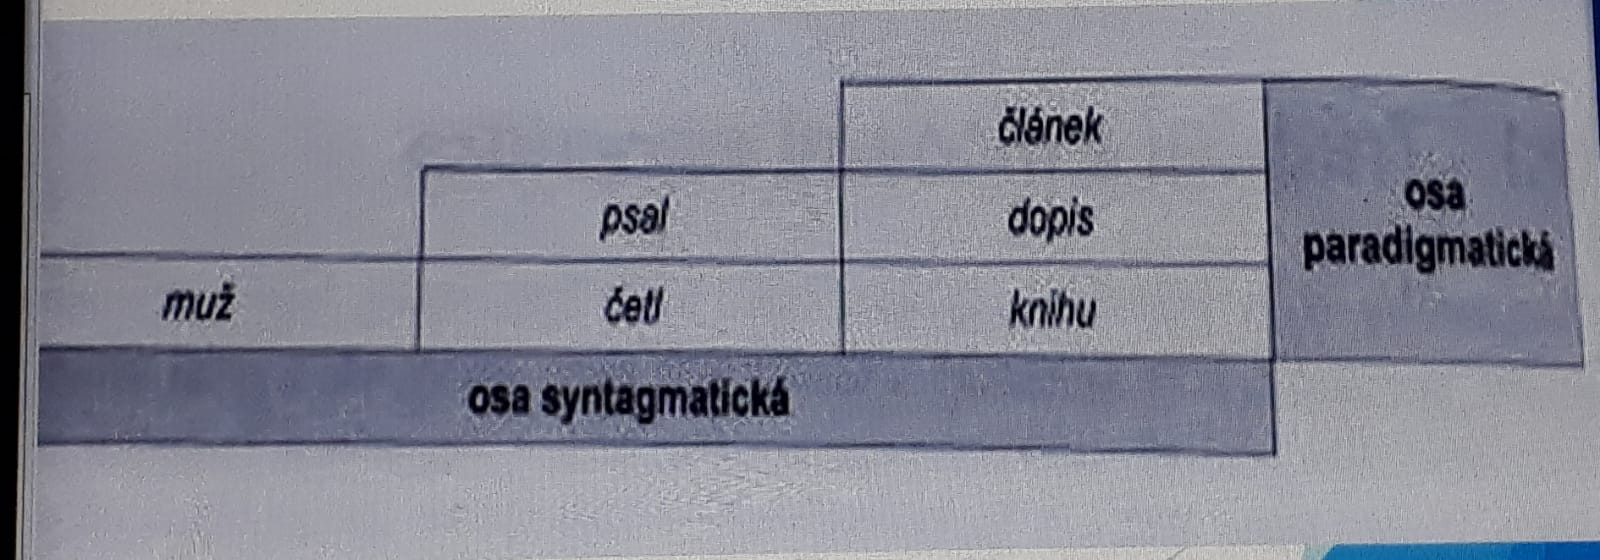 článek
psal dopis
muž četl knihu
osa paradigmatická
osa syntagmatická